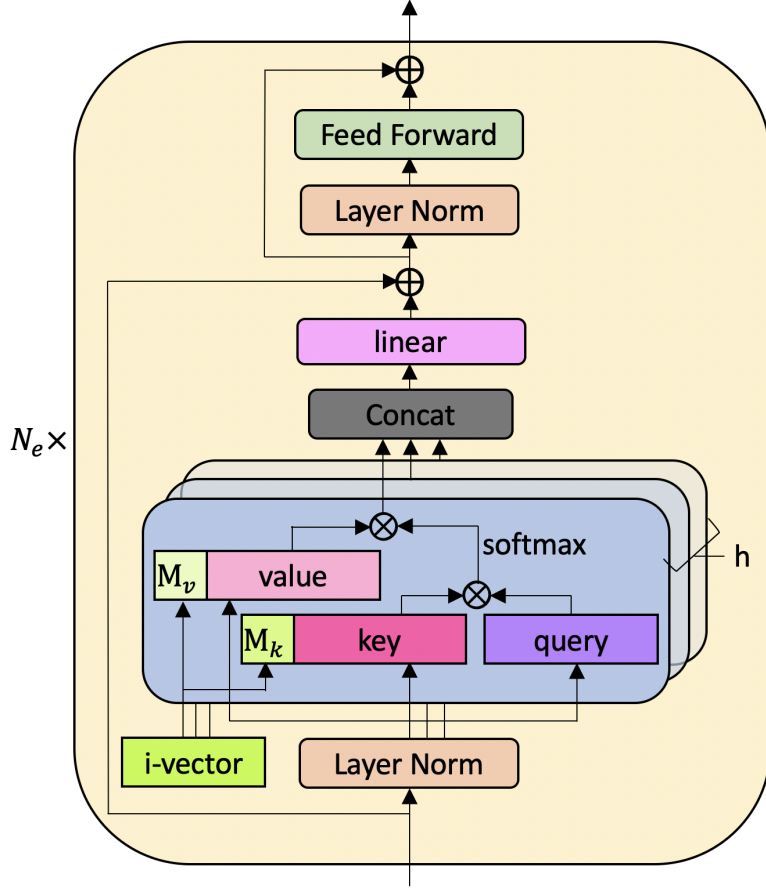 Feed Forward
Layer Norm
linear
Concat
Nₑ×
softmax
Mᵥ value
h
Mₖ key
query
i-vector
Layer Norm